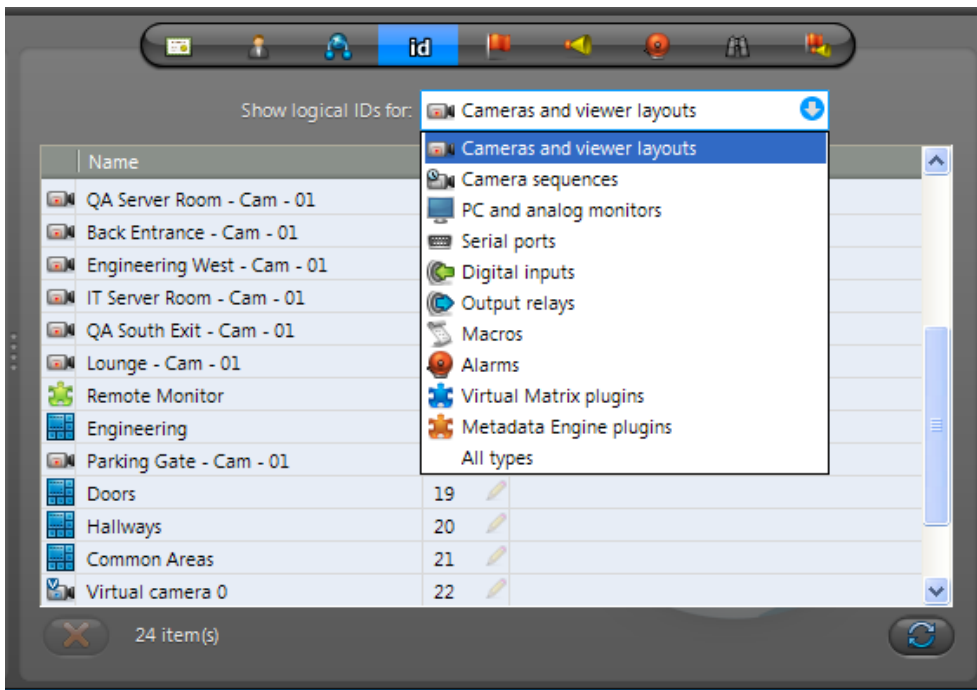 id
Show logical IDs for: Cameras and viewer layouts
Name
Cameras and viewer layouts
Camera sequences
PC and analog monitors
Serial ports
Digital inputs
Output relays
Macros
Alarms
Virtual Matrix plugins
Metadata Engine plugins
All types
QA Server Room - Cam - 01
Back Entrance - Cam - 01
Engineering West - Cam - 01
IT Server Room - Cam - 01
QA South Exit - Cam - 01
Lounge - Cam - 01
Remote Monitor
Engineering
Parking Gate - Cam - 01
Doors 19
Hallways 20
Common Areas 21
Virtual camera 0 22
24 item(s)